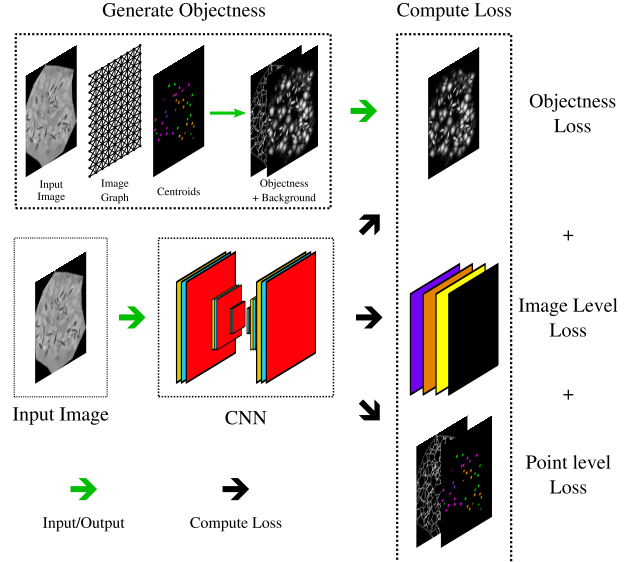 Generate Objectness
Compute Loss
Input
Image
Image
Graph
Centroids
Objectness
+ Background
Objectness
Loss
+
Image Level
Loss
+
Input Image
CNN
Point level
Loss
Input/Output
Compute Loss